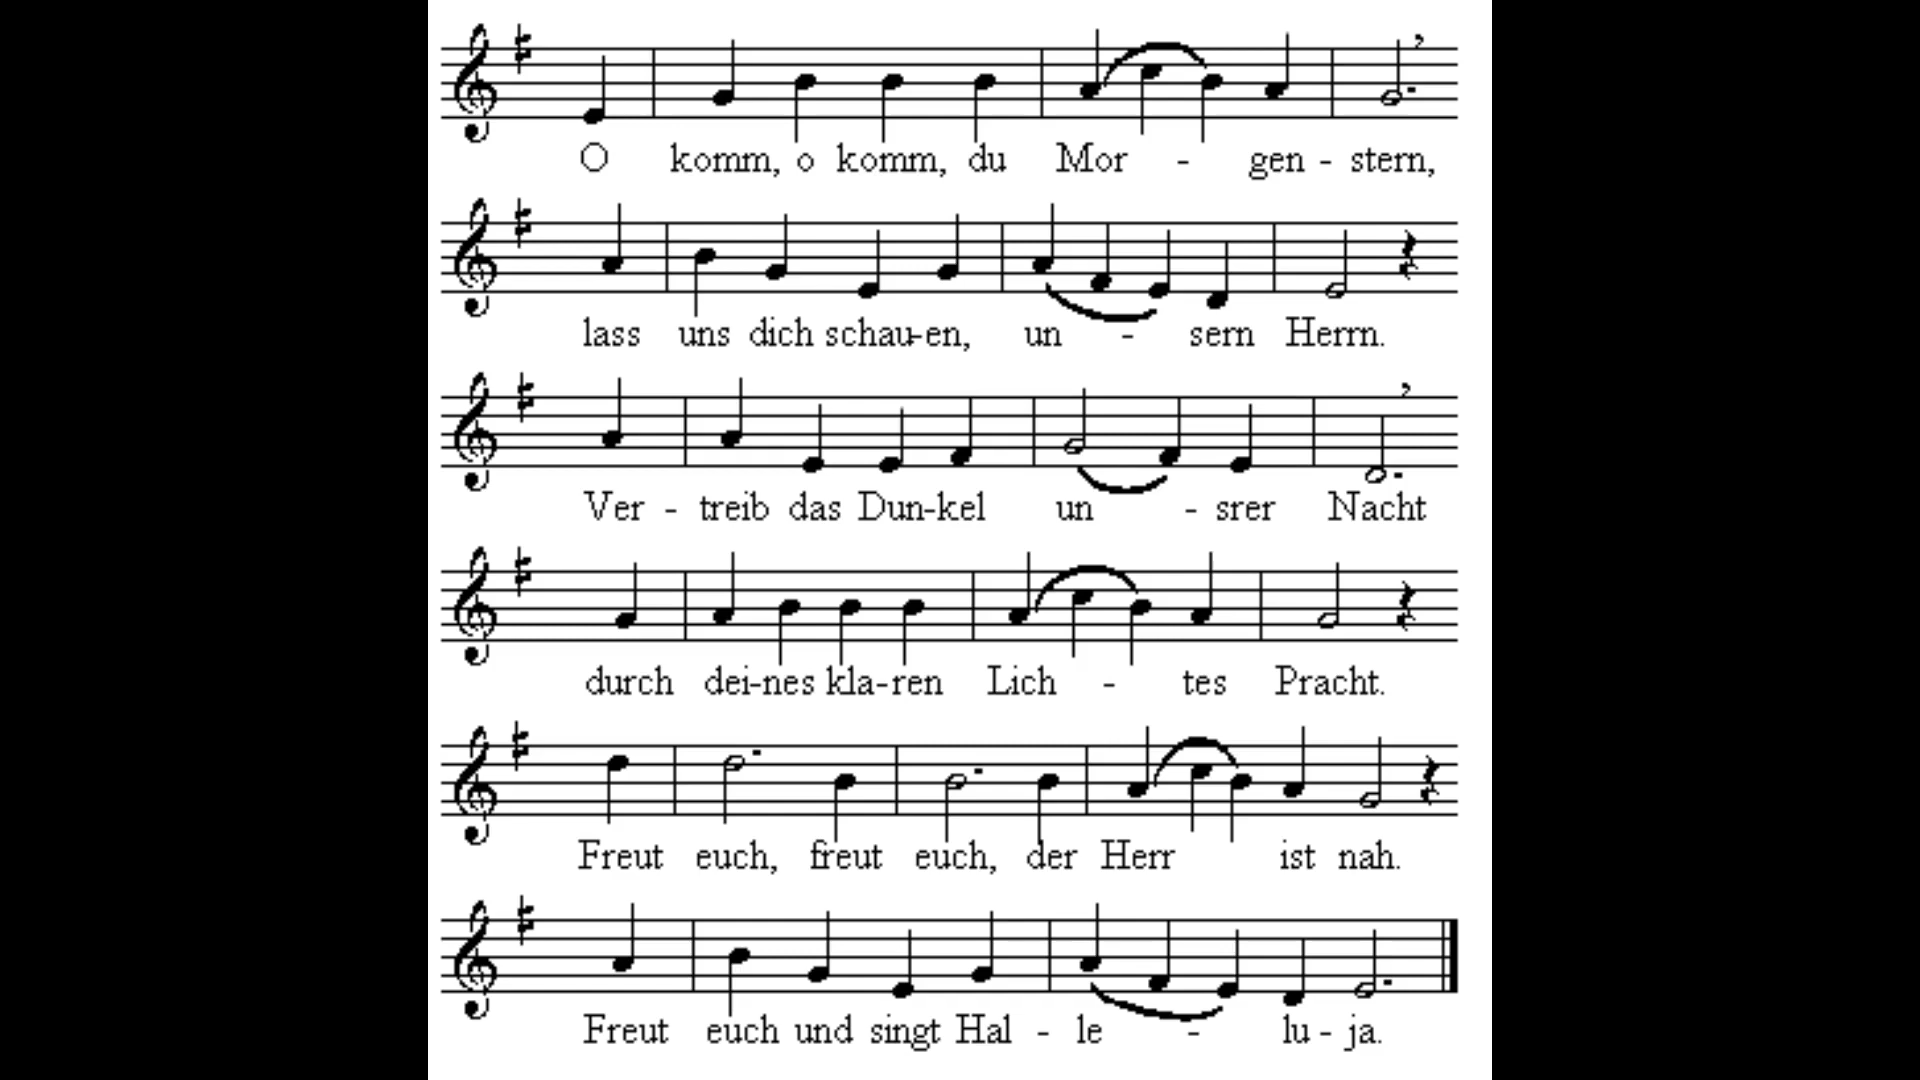 O komm, o komm, du Mor - gen - stern,
lass uns dich schau-en, un - sern Herrn.
Ver - treib das Dun-kel un - srer Nacht
durch dei-nes kla-ren Lich - tes Pracht.
Freut euch, freut euch, der Herr ist nah.
Freut euch und singt Hal - le - lu - ja.